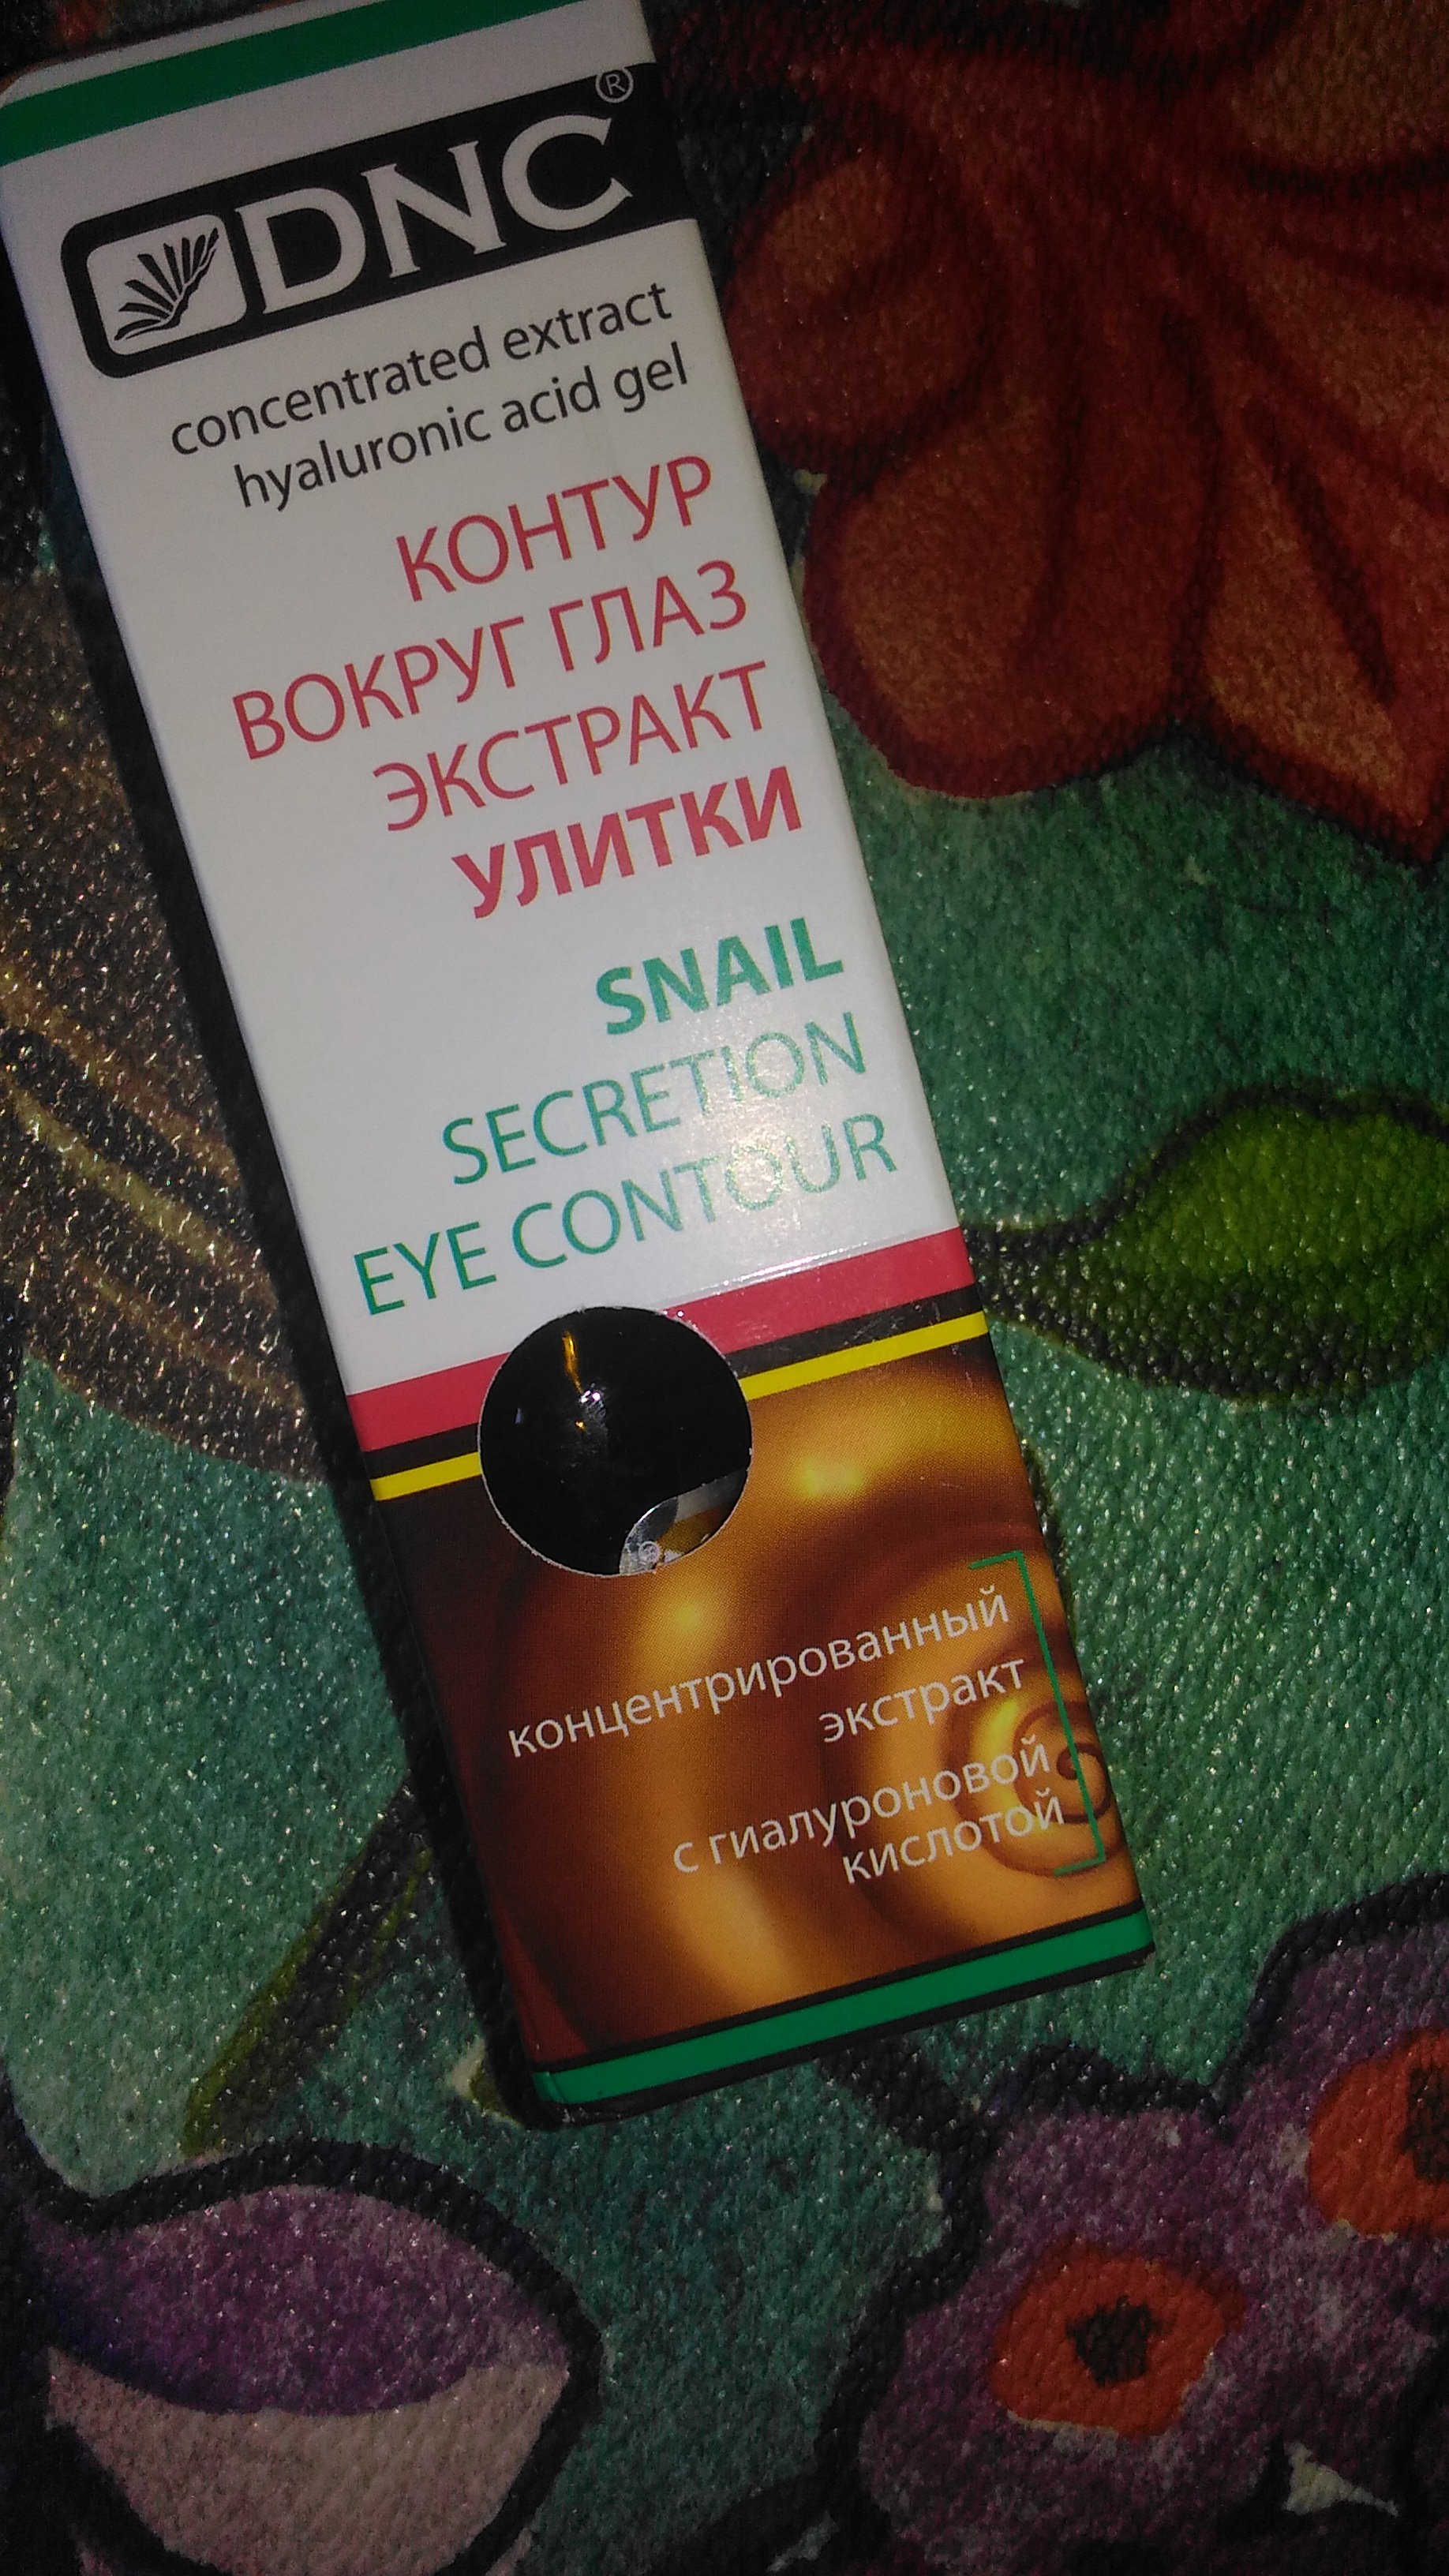 DNC®
concentrated extract
hyaluronic acid gel
КОНТУР
ВОКРУГ ГЛАЗ
ЭКСТРАКТ
УЛИТКИ
SNAIL
SECRETION
EYE CONTOUR
концентрированный
экстракт
с гиалуроновой
кислотой